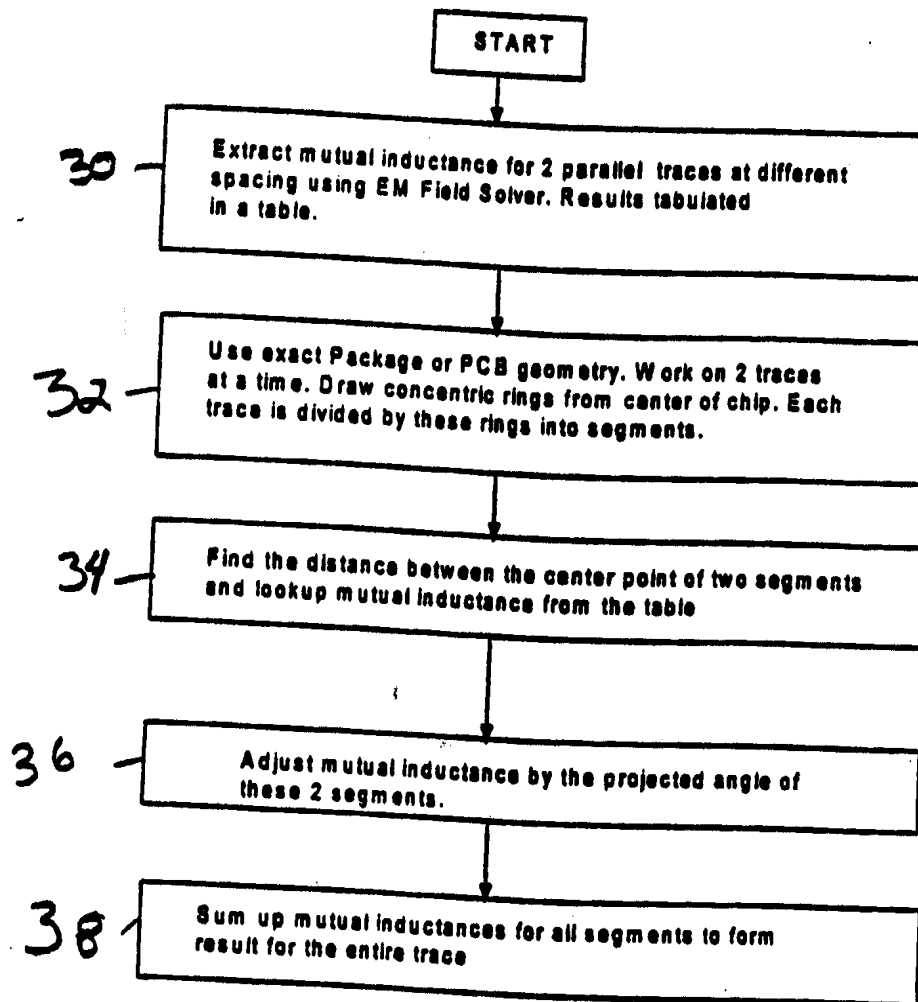 START
30
Extract mutual inductance for 2 parallel traces at different
spacing using EM Field Solver. Results tabulated
in a table.
32
Use exact Package or PCB geometry. Work on 2 traces
at a time. Draw concentric rings from center of chip. Each
trace is divided by these rings into segments.
34
Find the distance between the center point of two segments
and lookup mutual inductance from the table
36
Adjust mutual inductance by the projected angle of
these 2 segments.
38
Sum up mutual inductances for all segments to form
result for the entire trace